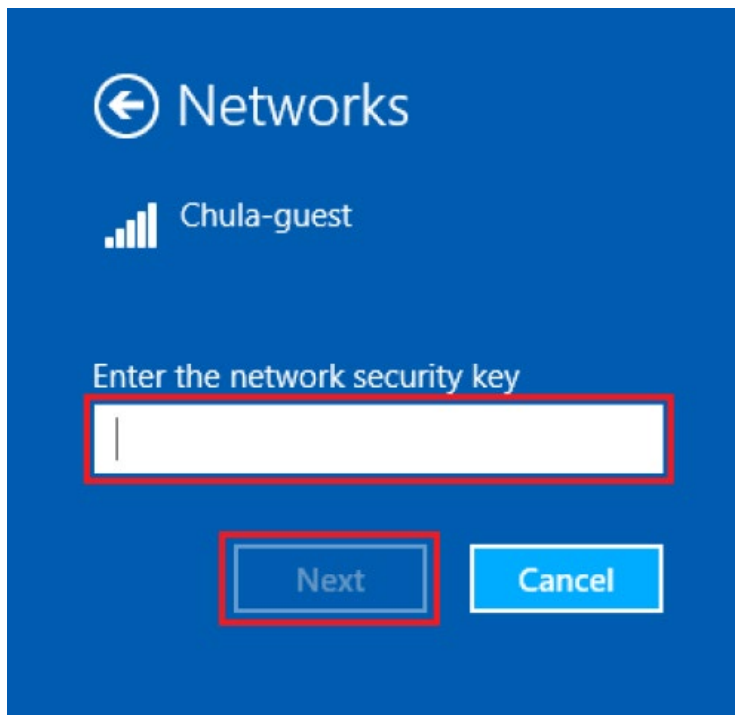 Networks
Chula-guest
Enter the network security key
Next
Cancel